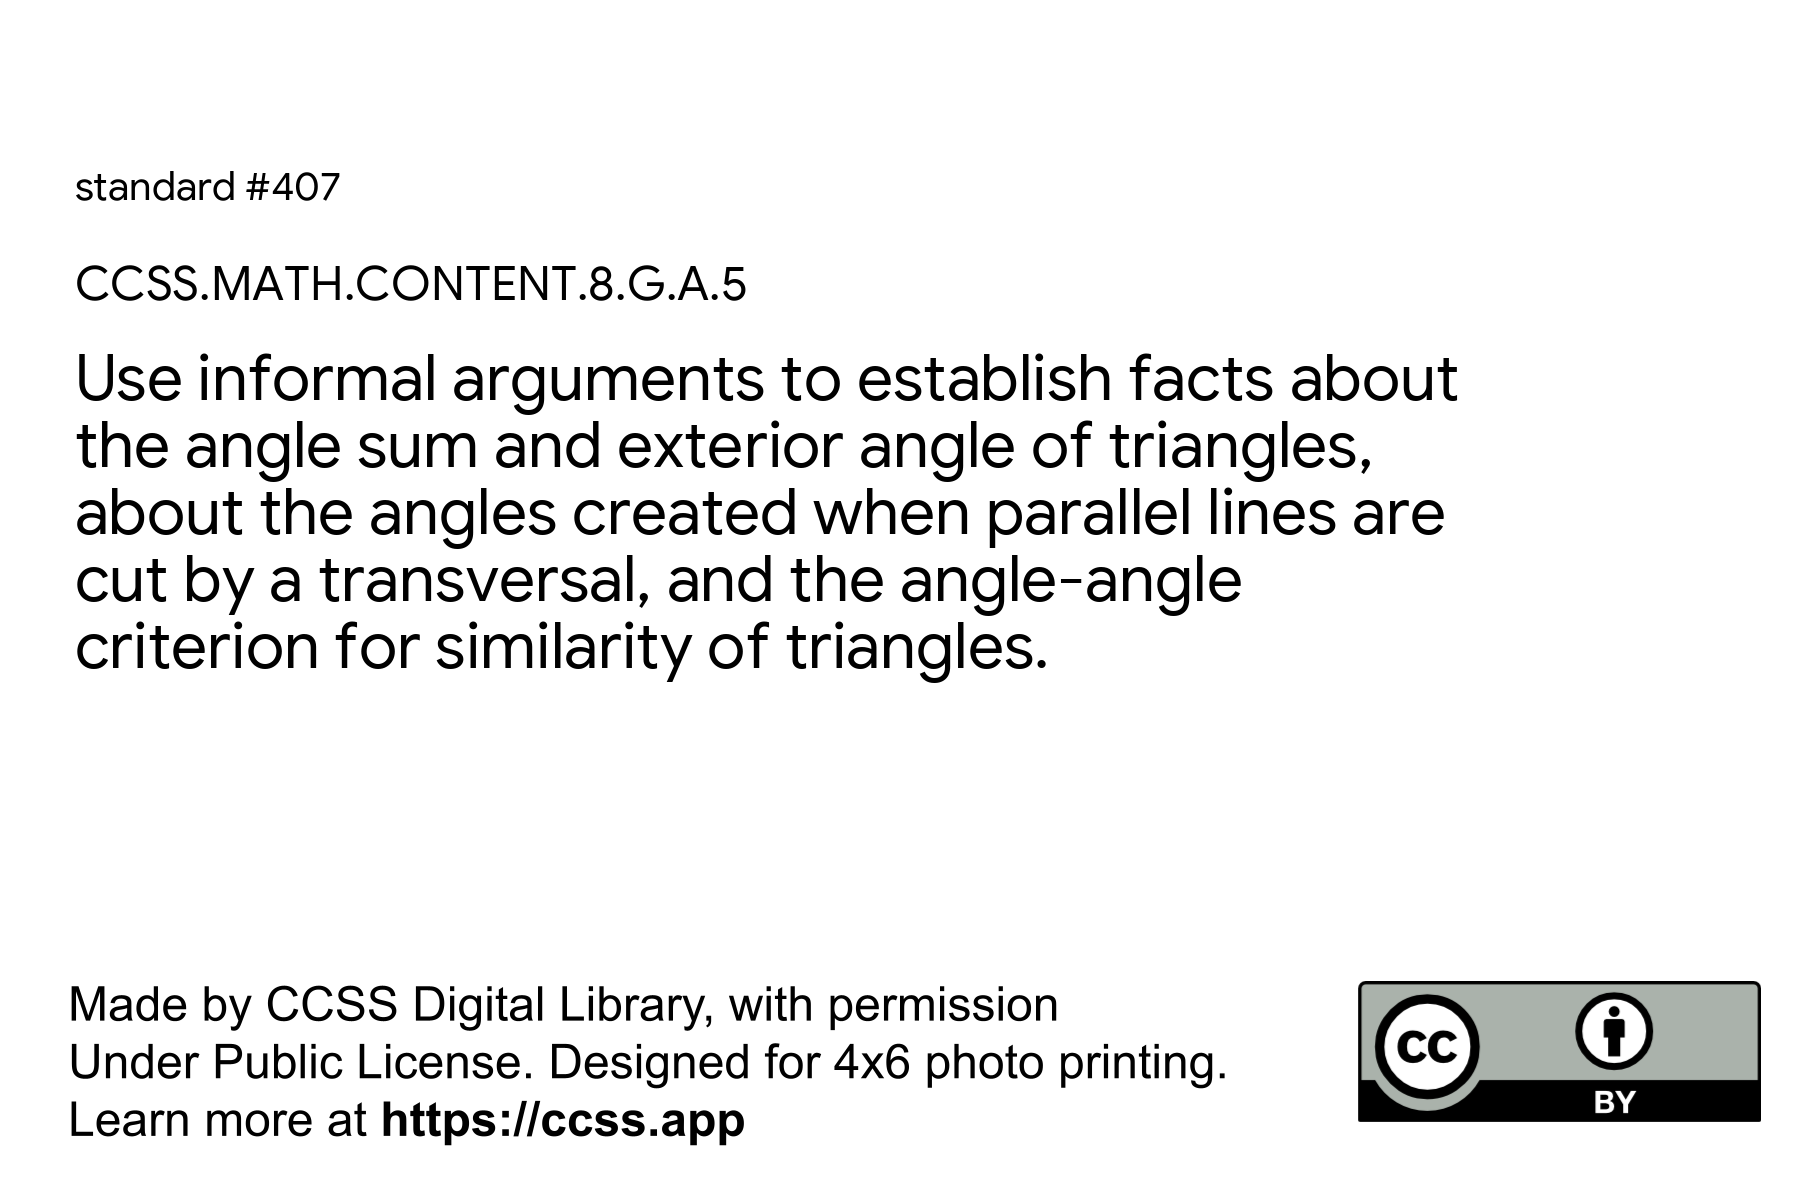 standard #407
CCSS.MATH.CONTENT.8.G.A.5
Use informal arguments to establish facts about
the angle sum and exterior angle of triangles,
about the angles created when parallel lines are
cut by a transversal, and the angle-angle
criterion for similarity of triangles.
Made by CCSS Digital Library, with permission
Under Public License. Designed for 4x6 photo printing.
Learn more at https://ccss.app
cc
BY